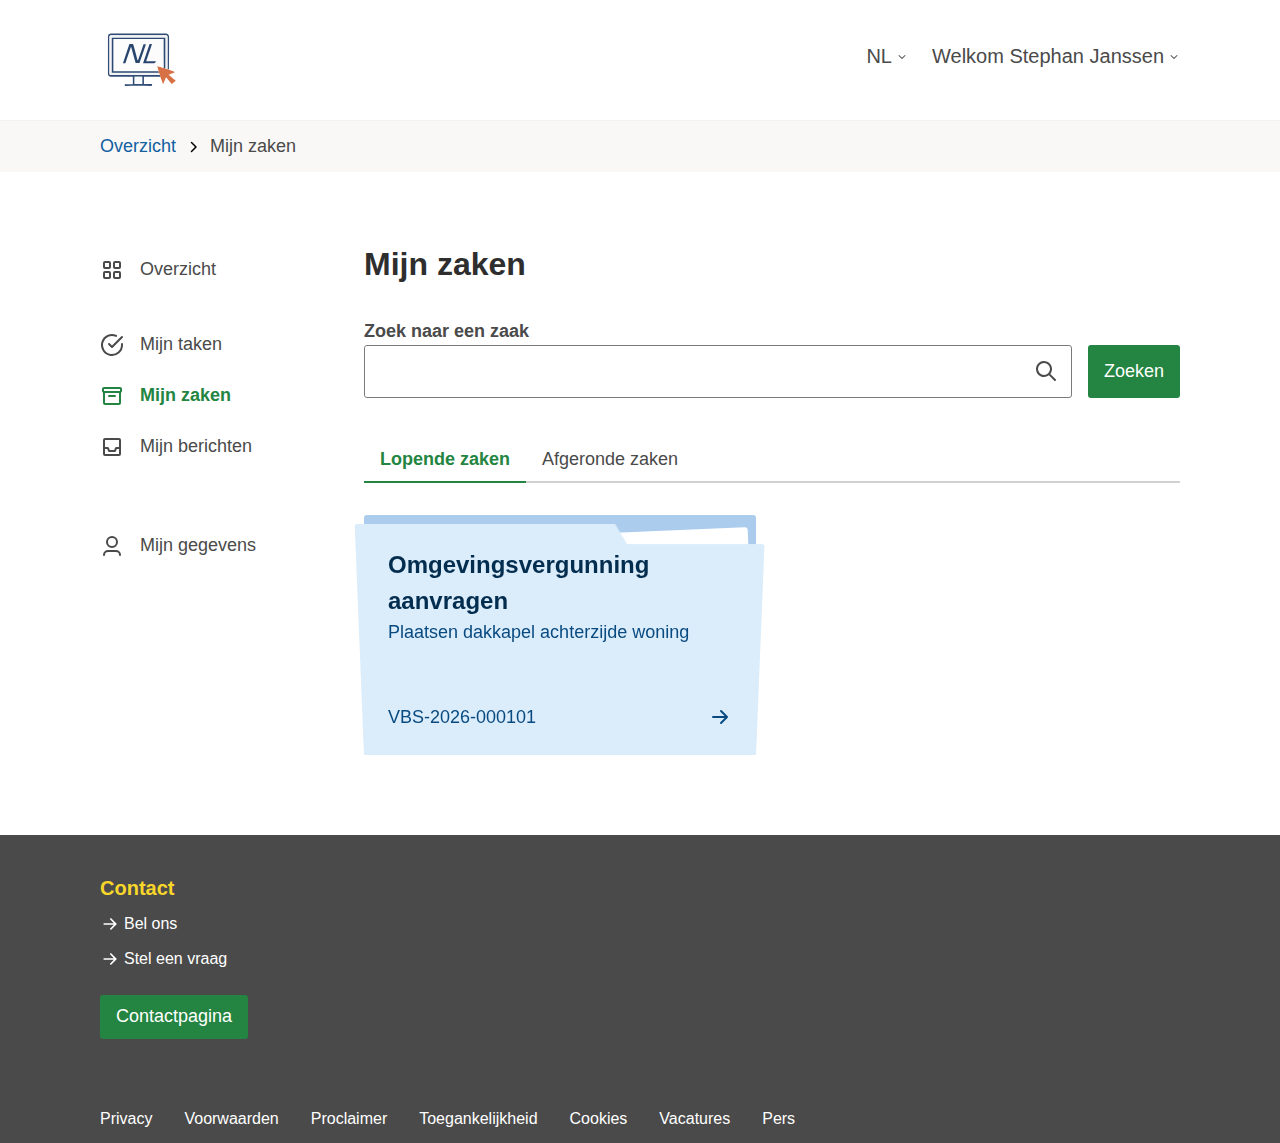 NL
NL
Welkom Stephan Janssen
Overzicht
Mijn zaken
Overzicht
Mijn taken
Mijn zaken
Mijn berichten
Mijn gegevens
Mijn zaken
Zoek naar een zaak
Zoeken
Lopende zaken
Afgeronde zaken
Omgevingsvergunning
aanvragen
Plaatsen dakkapel achterzijde woning
VBS-2026-000101
Contact
Bel ons
Stel een vraag
Contactpagina
Privacy
Voorwaarden
Proclaimer
Toegankelijkheid
Cookies
Vacatures
Pers